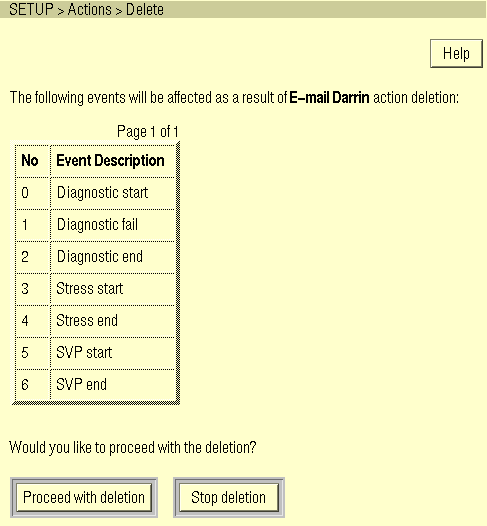 SETUP > Actions > Delete
Help
The following events will be affected as a result of E-mail Darrin action deletion:
Page 1 of 1
No Event Description
0 Diagnostic start
1 Diagnostic fail
2 Diagnostic end
3 Stress start
4 Stress end
5 SVP start
6 SVP end
Would you like to proceed with the deletion?
Proceed with deletion Stop deletion